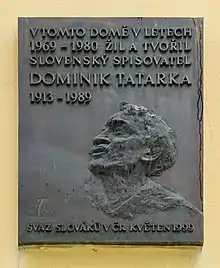 V TOMTO DOMĚ V LETECH
1969 – 1980 ŽIL A TVOŘIL
SLOVENSKÝ SPISOVATEL
DOMINIK TATARKA
1913 – 1989
SVAZ SLOVÁKŮ V ČR KVĚTEN 1999